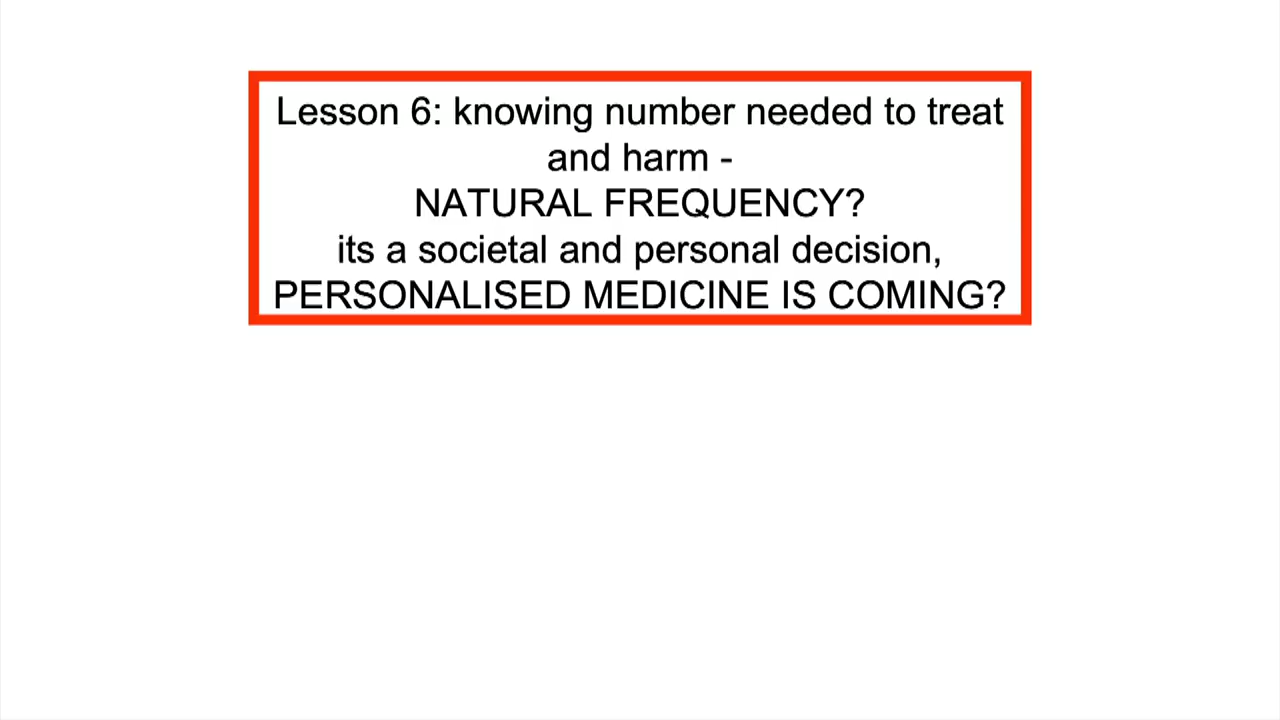 Lesson 6: knowing number needed to treat
and harm -
NATURAL FREQUENCY?
its a societal and personal decision,
PERSONALISED MEDICINE IS COMING?